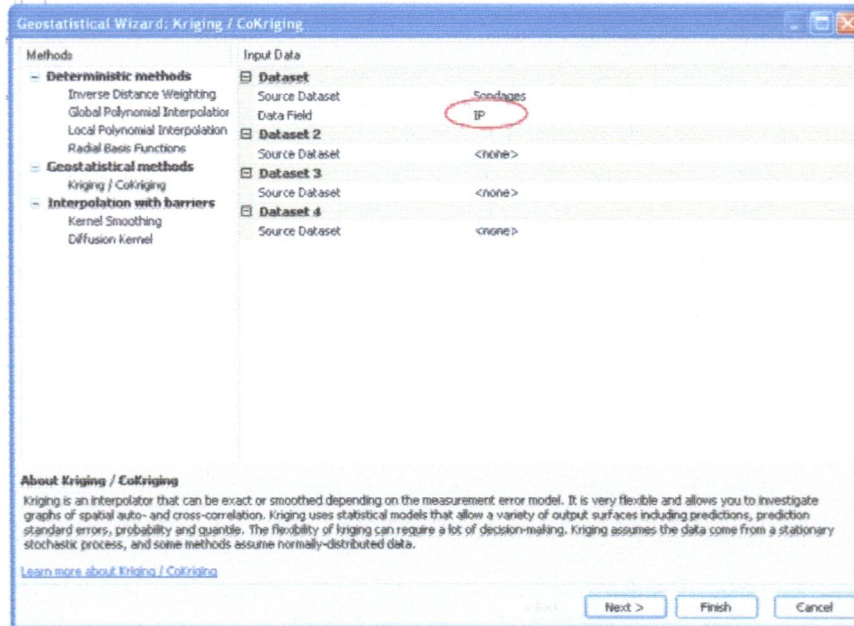 Geostatistical Wizard: Kriging / CoKriging
Methods
Deterministic methods
Inverse Distance Weighting
Global Polynomial Interpolation
Local Polynomial Interpolation
Radial Basis Functions
Geostatistical methods
Kriging / CoKriging
Interpolation with barriers
Kernel Smoothing
Diffusion Kernel
Input Data
Dataset
Source Dataset Sondages
Data Field IP
Dataset 2
Source Dataset <none>
Dataset 3
Source Dataset <none>
Dataset 4
Source Dataset <none>
About Kriging / CoKriging
Kriging is an interpolator that can be exact or smoothed depending on the measurement error model. It is very flexible and allows you to investigate
graphs of spatial auto- and cross-correlation. Kriging uses statistical models that allow a variety of output surfaces including predictions, prediction
standard errors, probability and quantile. The flexibility of kriging can require a lot of decision-making. Kriging assumes the data come from a stationary
stochastic process, and some methods assume normally-distributed data.
Learn more about Kriging / CoKriging
Next > Finish Cancel